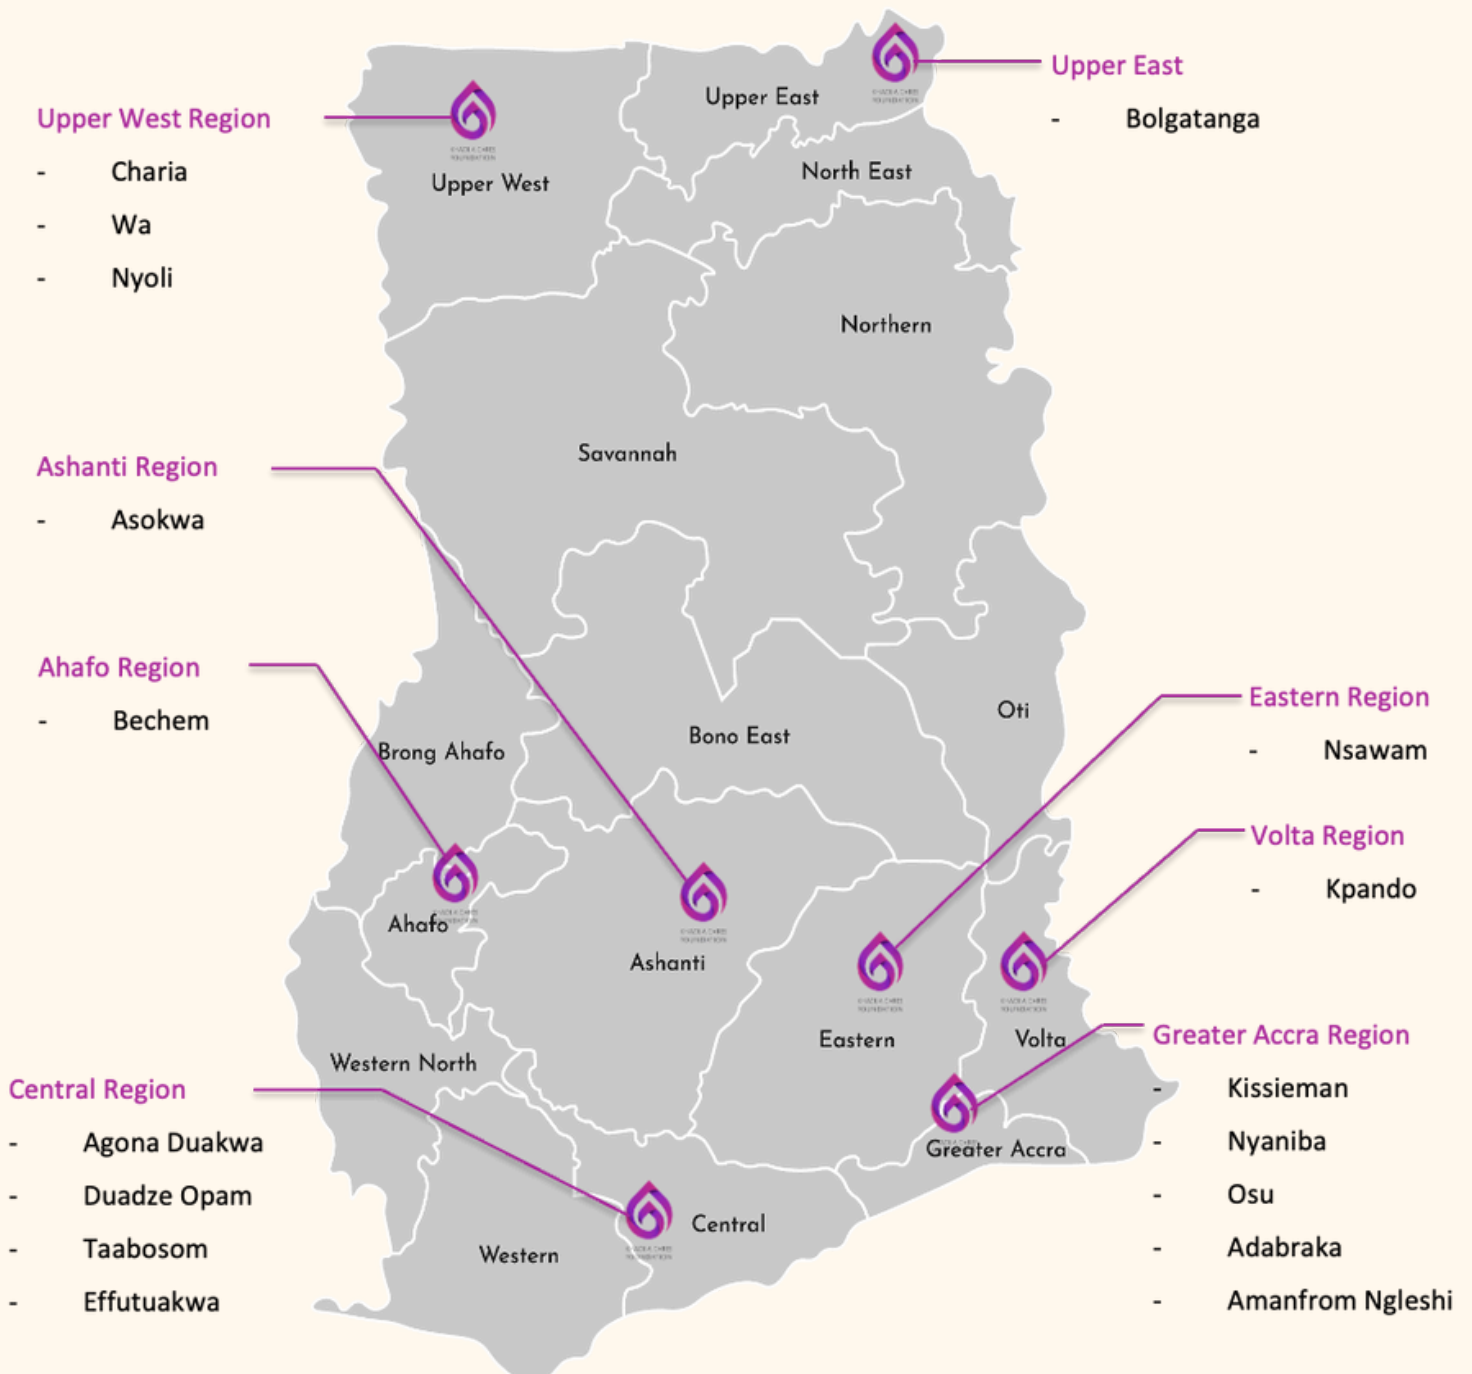 Upper East
- Bolgatanga
Upper West Region
- Charia
- Wa
- Nyoli
Upper East
North East
Upper West
Northern
Savannah
Ashanti Region
- Asokwa
Ahafo Region
- Bechem
Eastern Region
- Nsawam
Oti
Bono East
Brong Ahafo
Volta Region
- Kpando
Ahafo
Ashanti
Eastern
Volta
Western North
Greater Accra Region
- Kissieman
- Nyaniba
- Osu
- Adabraka
- Amanfrom Ngleshi
Central Region
- Agona Duakwa
- Duadze Opam
- Taabosom
- Effutuakwa
Greater Accra
Central
Western